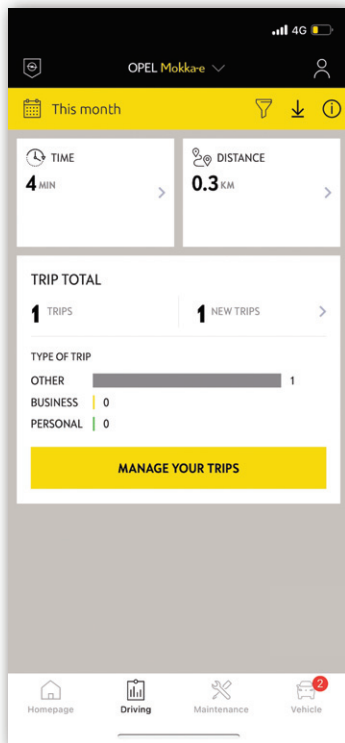 4G
OPEL Mokka-e
This month
TIME
4 MIN
DISTANCE
0.3 KM
TRIP TOTAL
1 TRIPS
1 NEW TRIPS
TYPE OF TRIP
OTHER 1
BUSINESS 0
PERSONAL 0
MANAGE YOUR TRIPS
2
Homepage
Driving
Maintenance
Vehicle